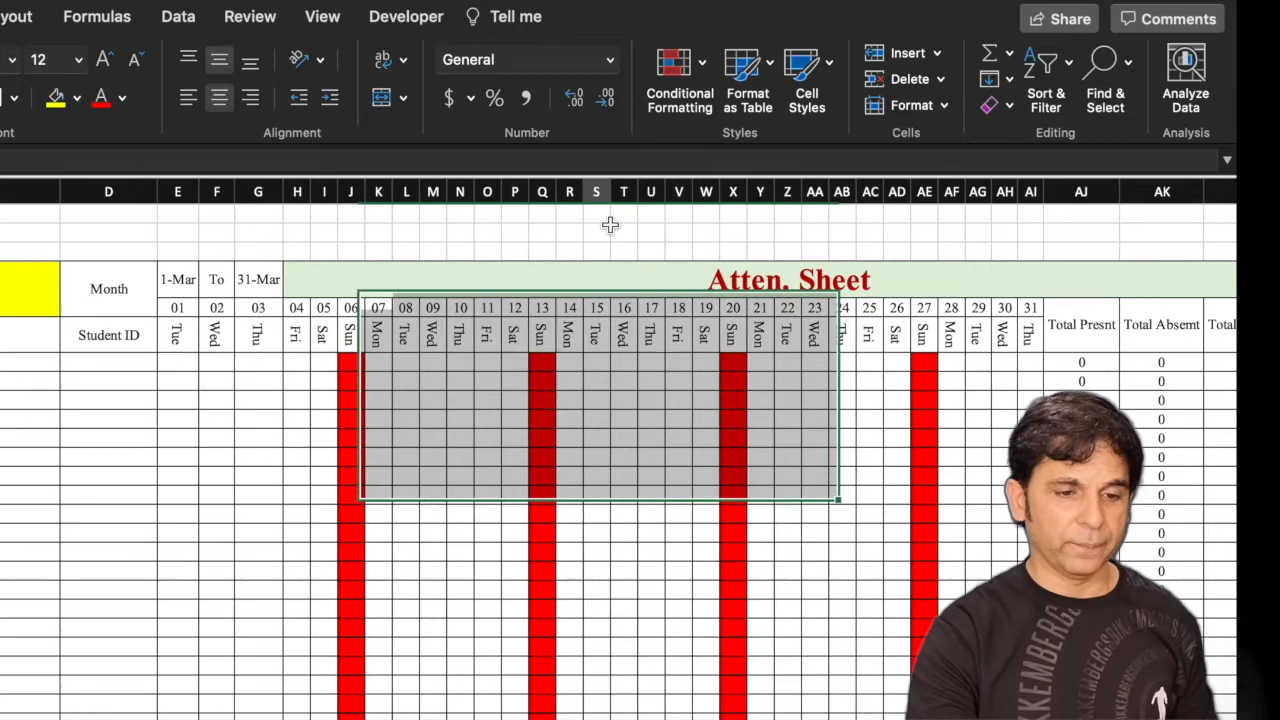 yout Formulas Data Review View Developer Tell me Share Comments
12 A A ab General Insert Σ A Z
Conditional Formatting Format as Table Cell Styles Delete Sort & Filter Find & Select Analyze Data
$ % , .00 Format
ont Alignment Number Styles Cells Editing Analysis
D E F G H I J K L M N O P Q R S T U V W X Y Z AA AB AC AD AE AF AG AH AI AJ AK
Month 1-Mar To 31-Mar Atten. Sheet
01 02 03 04 05 06 07 08 09 10 11 12 13 14 15 16 17 18 19 20 21 22 23 24 25 26 27 28 29 30 31
Student ID Tue Wed Thu Fri Sat Sun Mon Tue Wed Thu Fri Sat Sun Mon Tue Wed Thu Fri Sat Sun Mon Tue Wed Thu Fri Sat Sun Mon Tue Wed Thu Total Presnt Total Absemt Total
0 0
0 0
0
0
0
0
0
0
0
0
0
0
KKEMBERGS